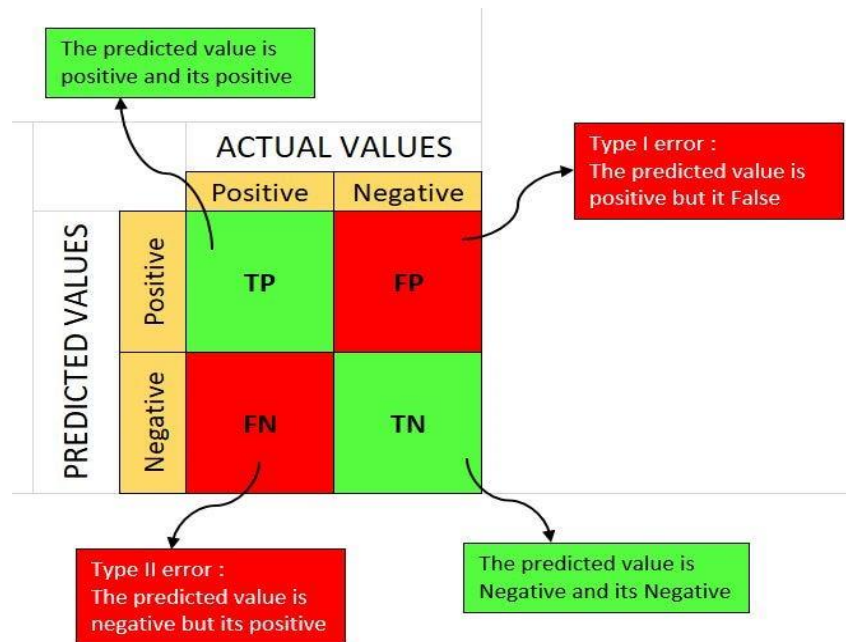 The predicted value is
positive and its positive
ACTUAL VALUES
Type I error :
The predicted value is
positive but it False
Positive Negative
PREDICTED VALUES
Positive
TP FP
Negative
FN TN
Type II error :
The predicted value is
negative but its positive
The predicted value is
Negative and its Negative